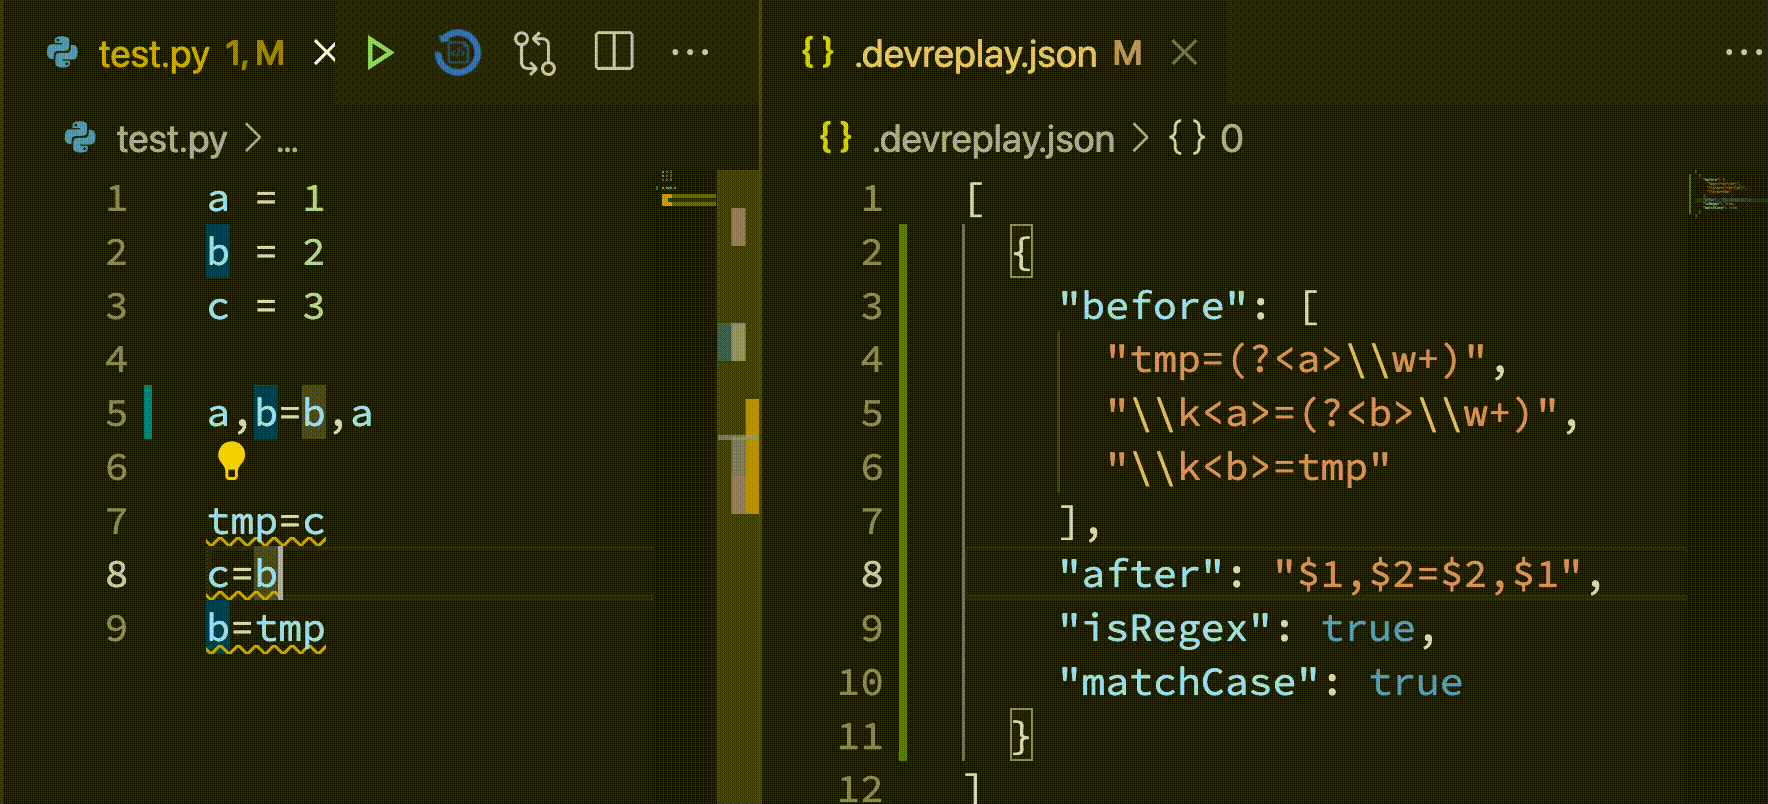 test.py 1, M
test.py > ...
1 a = 1
2 b = 2
3 c = 3
4
5 a,b=b,a
6
7 tmp=c
8 c=b
9 b=tmp
{} .devreplay.json M
{} .devreplay.json > {} 0
1 [
2 {
3 "before": [
4 "tmp=(?<a>\\w+)",
5 "\\k<a>=(?<b>\\w+)",
6 "\\k<b>=tmp"
7 ],
8 "after": "$1,$2=$2,$1",
9 "isRegex": true,
10 "matchCase": true
11 }
12 ]